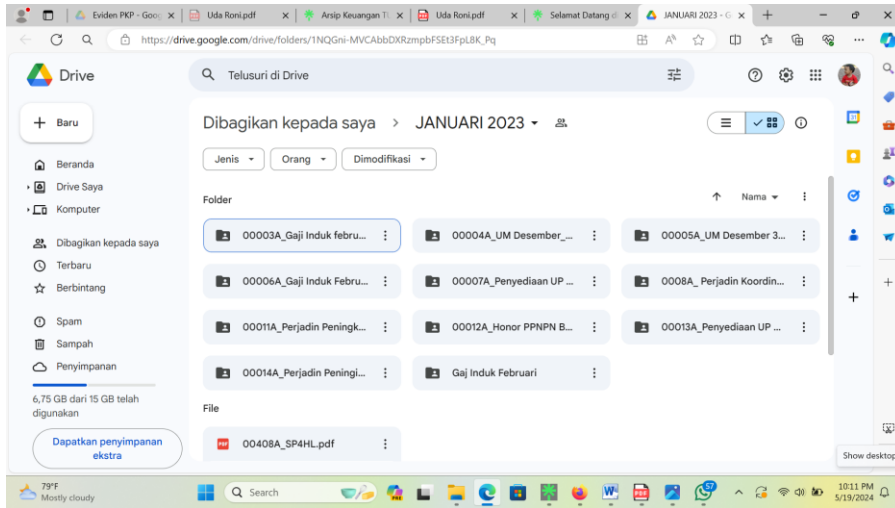 Eviden PKP - Goog
Uda Roni.pdf
Arsip Keuangan Ti
Uda Roni.pdf
Selamat Datang di
JANUARI 2023 - G
https://drive.google.com/drive/folders/1NQGni-MVCAbbDXRzmpbFSEt3FpL8K_Pq
Drive
Telusuri di Drive
Baru
Dibagikan kepada saya > JANUARI 2023
Jenis
Orang
Dimodifikasi
Beranda
Drive Saya
Komputer
Dibagikan kepada saya
Terbaru
Berbintang
Spam
Sampah
Penyimpanan
6,75 GB dari 15 GB telah
digunakan
Dapatkan penyimpanan
ekstra
Folder
Nama
00003A_Gaji Induk febru...
00004A_UM Desember_...
00005A_UM Desember 3...
00006A_Gaji Induk Febru...
00007A_Penyediaan UP ...
0008A_ Perjadin Koordin...
00011A_Perjadin Peningk...
00012A_Honor PPNPN B...
00013A_Penyediaan UP ...
00014A_Perjadin Peningi...
Gaj Induk Februari
File
00408A_SP4HL.pdf
Show desktop
79°F
Mostly cloudy
Search
10:11 PM
5/19/2024